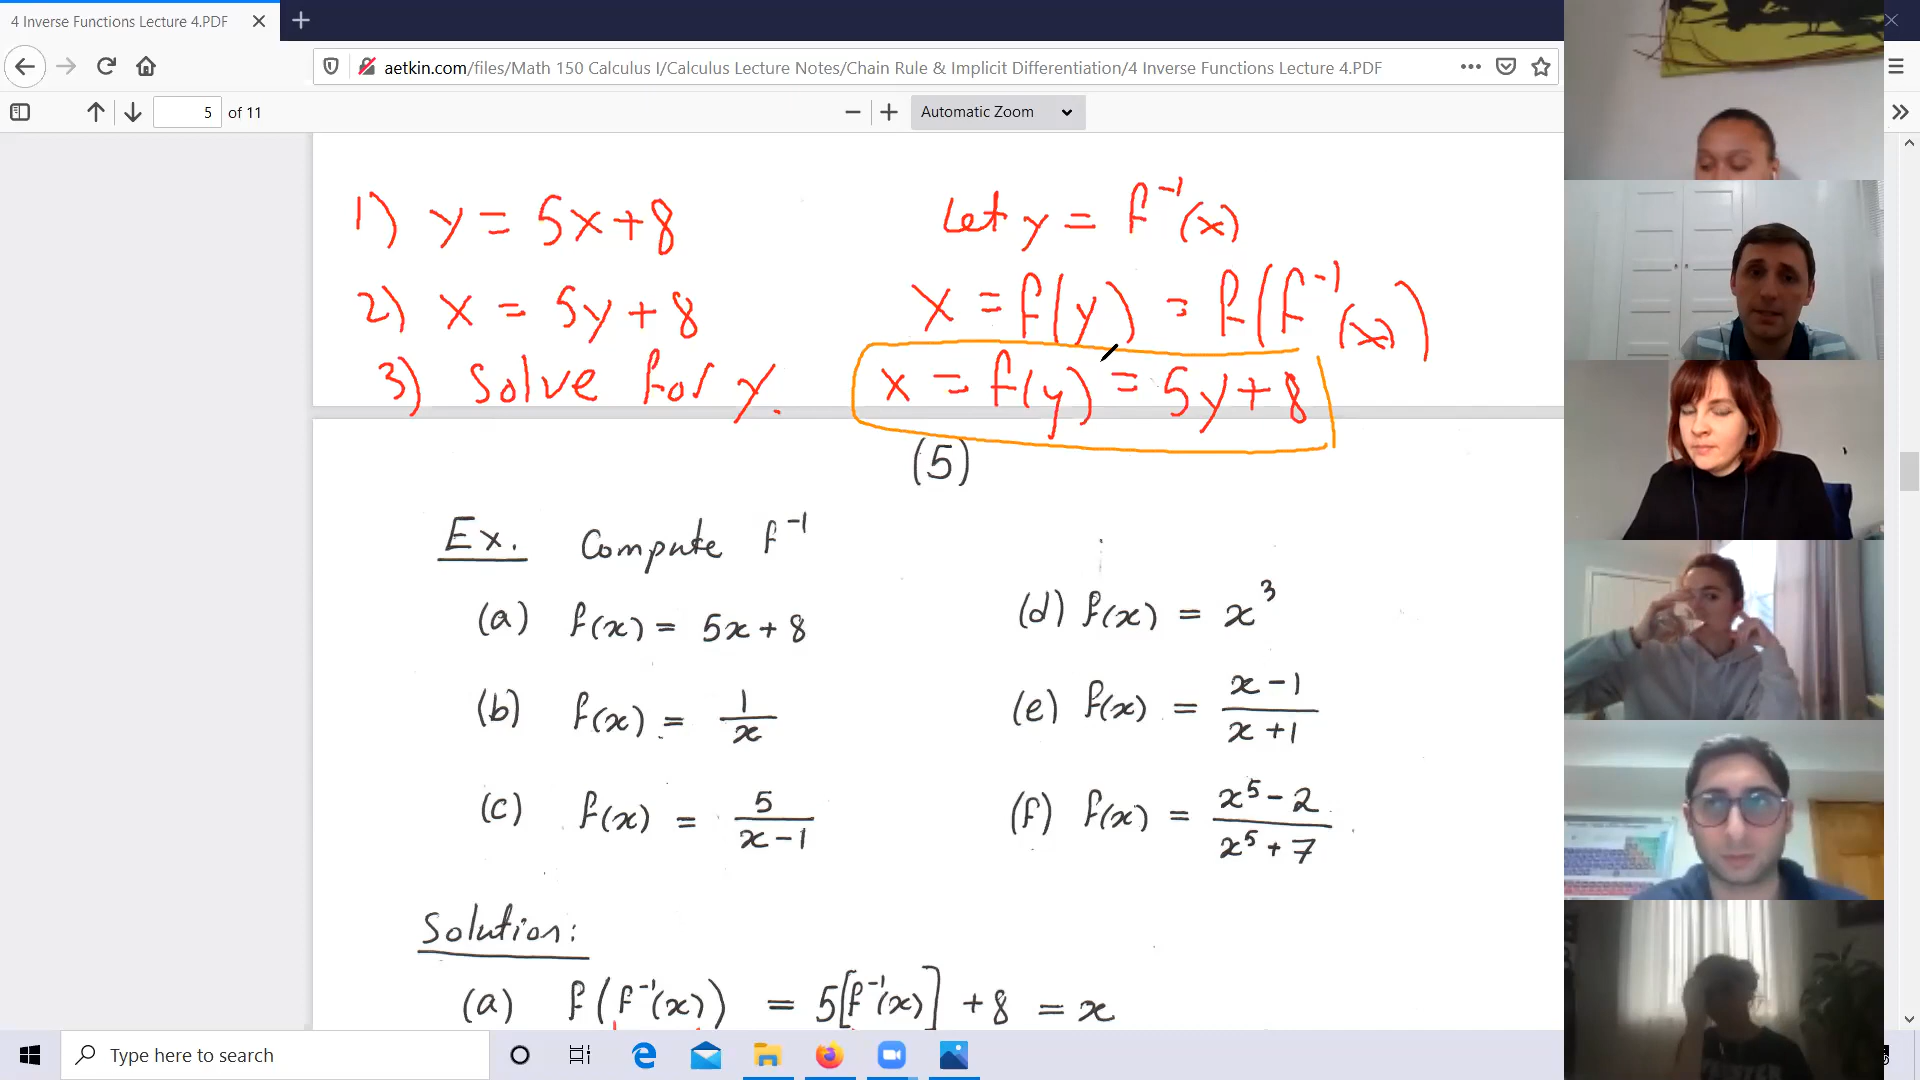 4 Inverse Functions Lecture 4.PDF
aetkin.com/files/Math 150 Calculus I/Calculus Lecture Notes/Chain Rule & Implicit Differentiation/4 Inverse Functions Lecture 4.PDF
5 of 11
Automatic Zoom
1) y = 5x+8
2) x = 5y+8
3) Solve for y.
Let y = f⁻¹(x)
x = f(y) = f(f⁻¹(x))
x = f(y) = 5y+8
(5)
Ex. Compute f⁻¹
(a) f(x) = 5x+8
(b) f(x) = 1/x
(c) f(x) = 5/(x-1)
(d) f(x) = x³
(e) f(x) = (x-1)/(x+1)
(f) f(x) = (x⁵-2)/(x⁵+7)
Solution:
(a) f(f⁻¹(x)) = 5[f⁻¹(x)] +8 = x
Type here to search